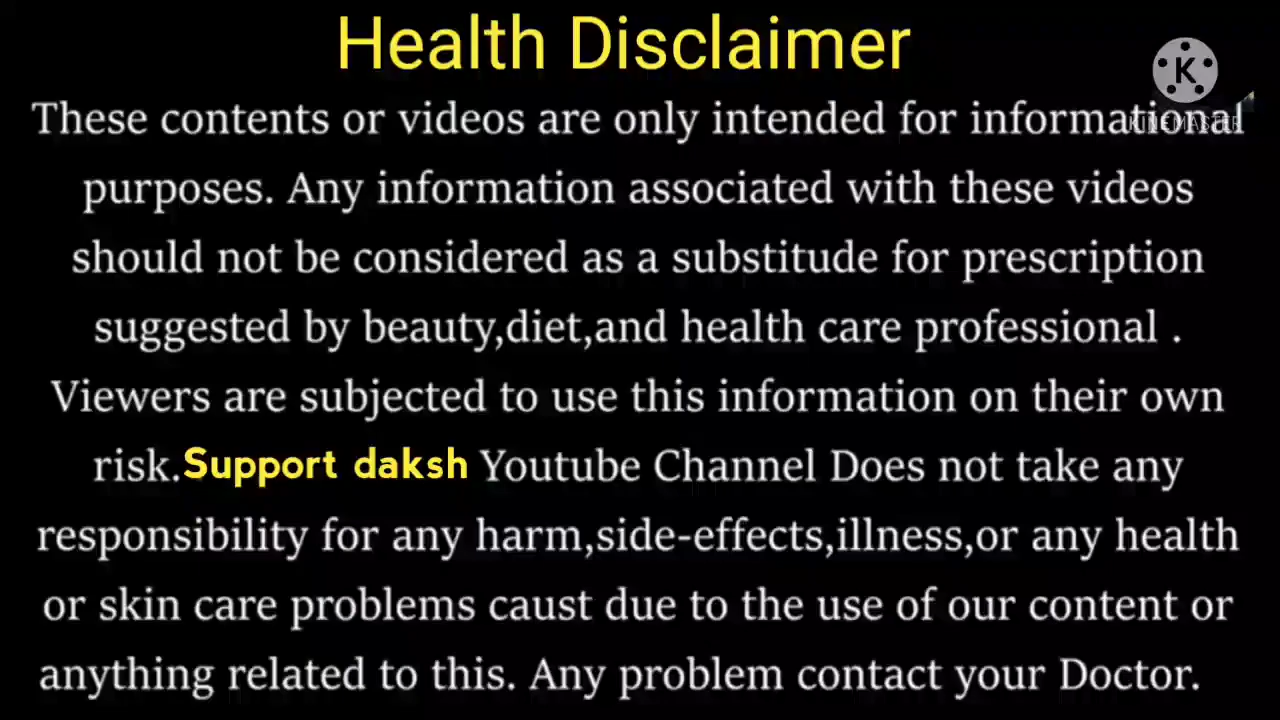 Health Disclaimer
K
KINEMASTER
These contents or videos are only intended for informational
purposes. Any information associated with these videos
should not be considered as a substitude for prescription
suggested by beauty,diet,and health care professional .
Viewers are subjected to use this information on their own
risk.Support daksh Youtube Channel Does not take any
responsibility for any harm,side-effects,illness,or any health
or skin care problems caust due to the use of our content or
anything related to this. Any problem contact your Doctor.